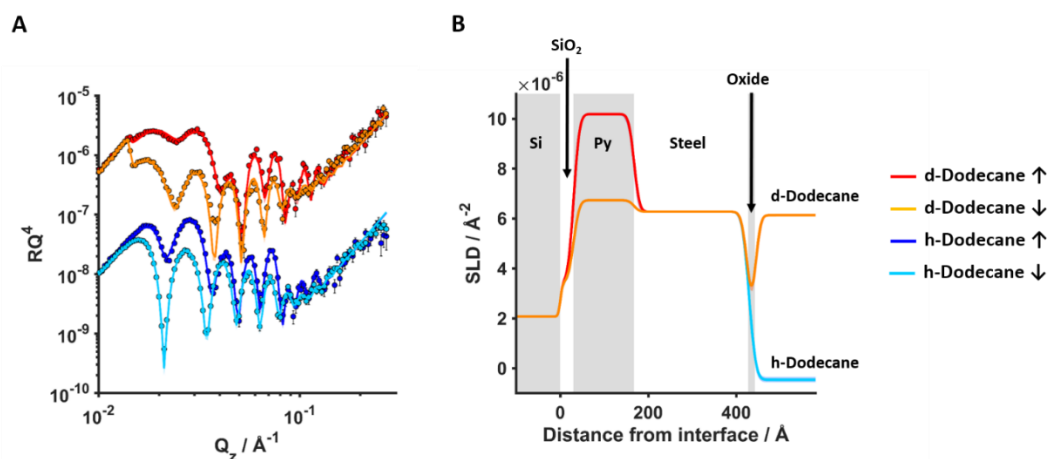 A
10⁻⁵
10⁻⁶
10⁻⁷
10⁻⁸
10⁻⁹
10⁻¹⁰
RQ⁴
10⁻²
10⁻¹
Q_z / Å⁻¹
B
SiO₂
Oxide
×10⁻⁶
10
8
6
4
2
0
SLD / Å⁻²
Si
Py
Steel
d-Dodecane
h-Dodecane
0
200
400
Distance from interface / Å
d-Dodecane ↑
d-Dodecane ↓
h-Dodecane ↑
h-Dodecane ↓